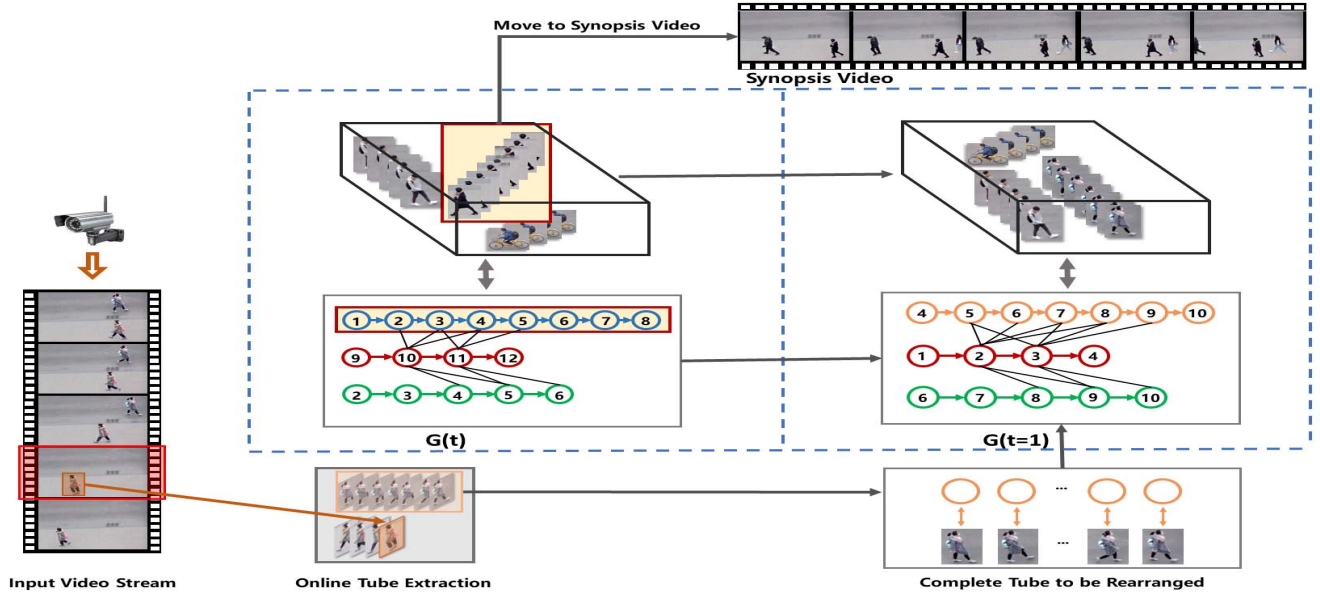 Move to Synopsis Video
Synopsis Video
1 2 3 4 5 6 7 8
9 10 11 12
2 3 4 5 6
G(t)
4 5 6 7 8 9 10
1 2 3 4
6 7 8 9 10
G(t=1)
...
...
Input Video Stream
Online Tube Extraction
Complete Tube to be Rearranged